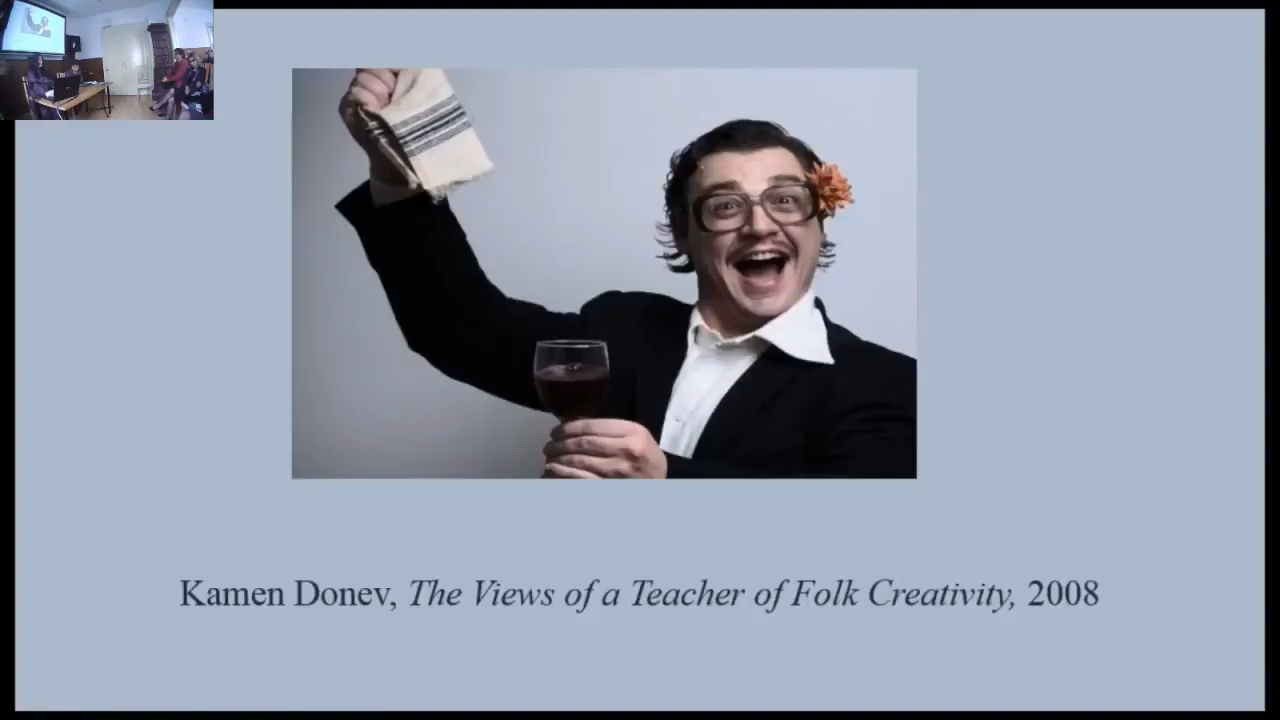 Kamen Donev, The Views of a Teacher of Folk Creativity, 2008